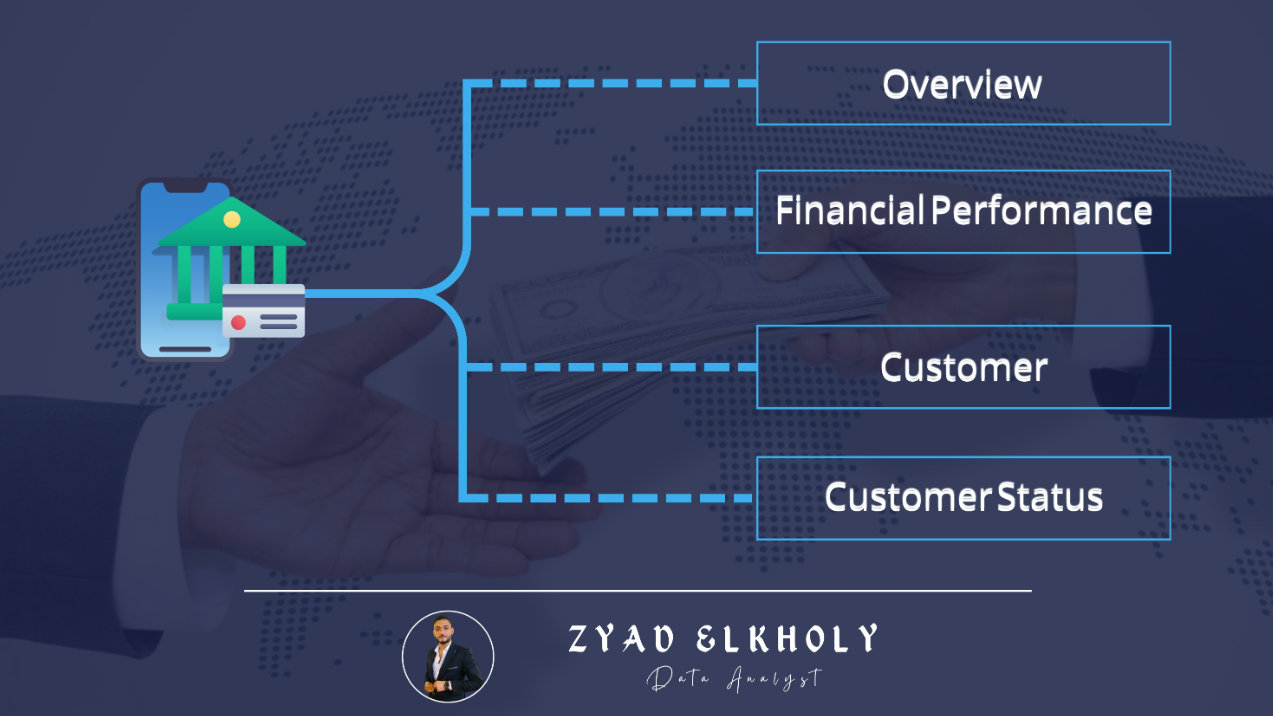 Overview
Financial Performance
Customer
Customer Status
ZYAD ELKHOLY
Data Analyst